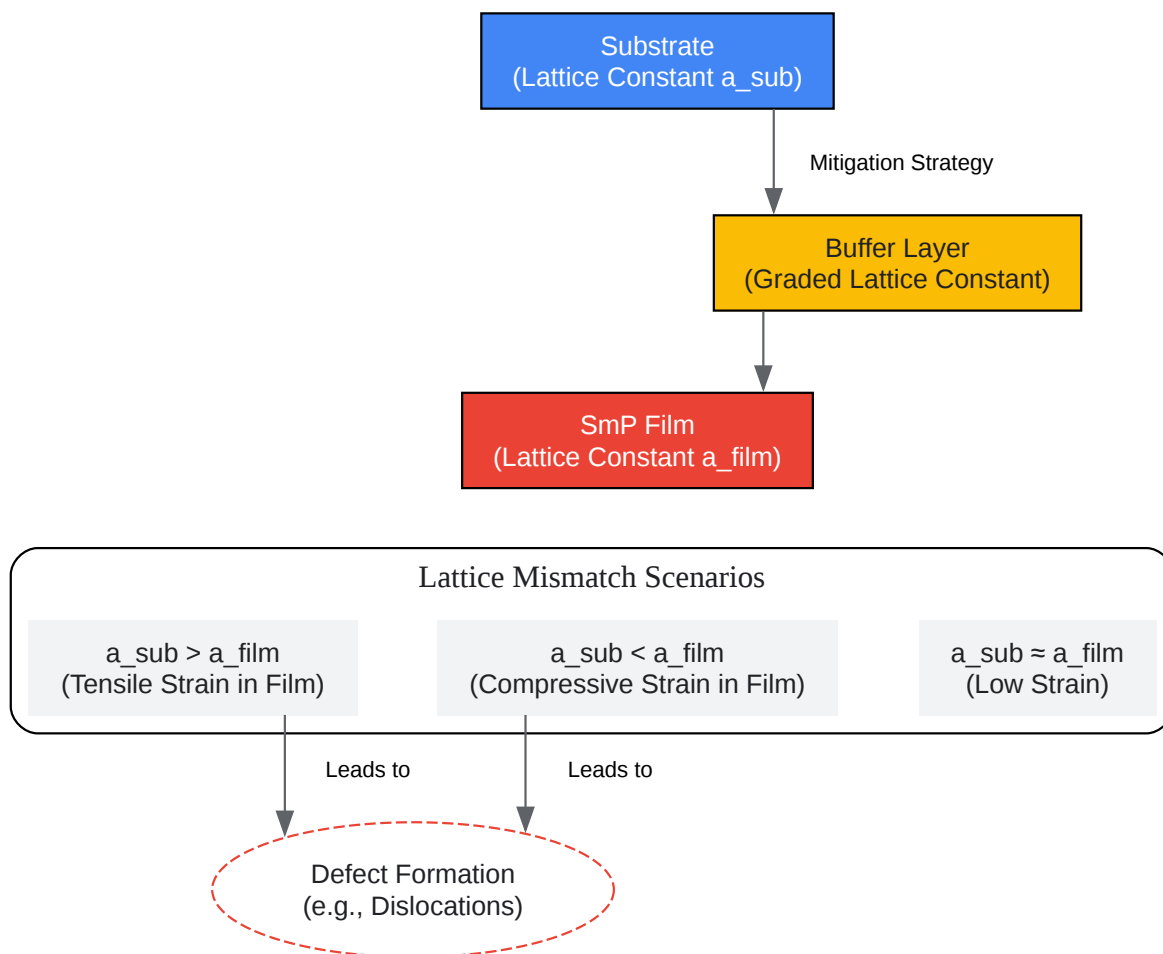 Substrate
(Lattice Constant a_sub)
Mitigation Strategy
Buffer Layer
(Graded Lattice Constant)
SmP Film
(Lattice Constant a_film)
Lattice Mismatch Scenarios
a_sub > a_film
(Tensile Strain in Film)
a_sub < a_film
(Compressive Strain in Film)
a_sub ≈ a_film
(Low Strain)
Leads to
Leads to
Defect Formation
(e.g., Dislocations)